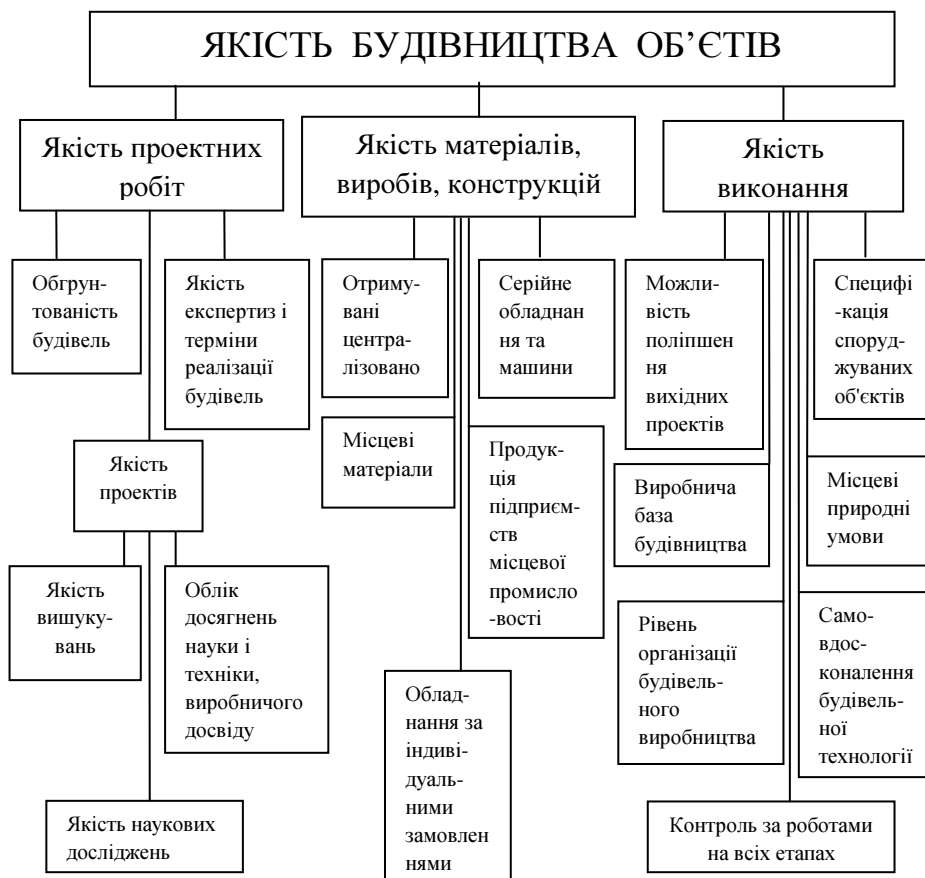 ЯКІСТЬ БУДІВНИЦТВА ОБ’ЄТІВ
Якість проектних
робіт
Якість матеріалів,
виробів, конструкцій
Якість
виконання
Обгрун-
тованість
будівель
Якість
експертиз і
терміни
реалізації
будівель
Отриму-
вані
центра-
лізовано
Серійне
обладнан
ня та
машини
Можли-
вість
поліпшен
ня
вихідних
проектів
Специфі
-кація
споруд-
жуваних
об'єктів
Якість
проектів
Місцеві
матеріали
Продук-
ція
підприєм-
ств
місцевої
промисло
-вості
Виробнича
база
будівництва
Місцеві
природні
умови
Якість
вишуку-
вань
Облік
досягнень
науки і
техніки,
виробничого
досвіду
Облад-
нання за
індиві-
дуаль-
ними
замовлен
нями
Рівень
організації
будівель-
ного
виробництва
Само-
вдос-
коналення
будівель-
ної
технології
Якість наукових
досліджень
Контроль за роботами
на всіх етапах